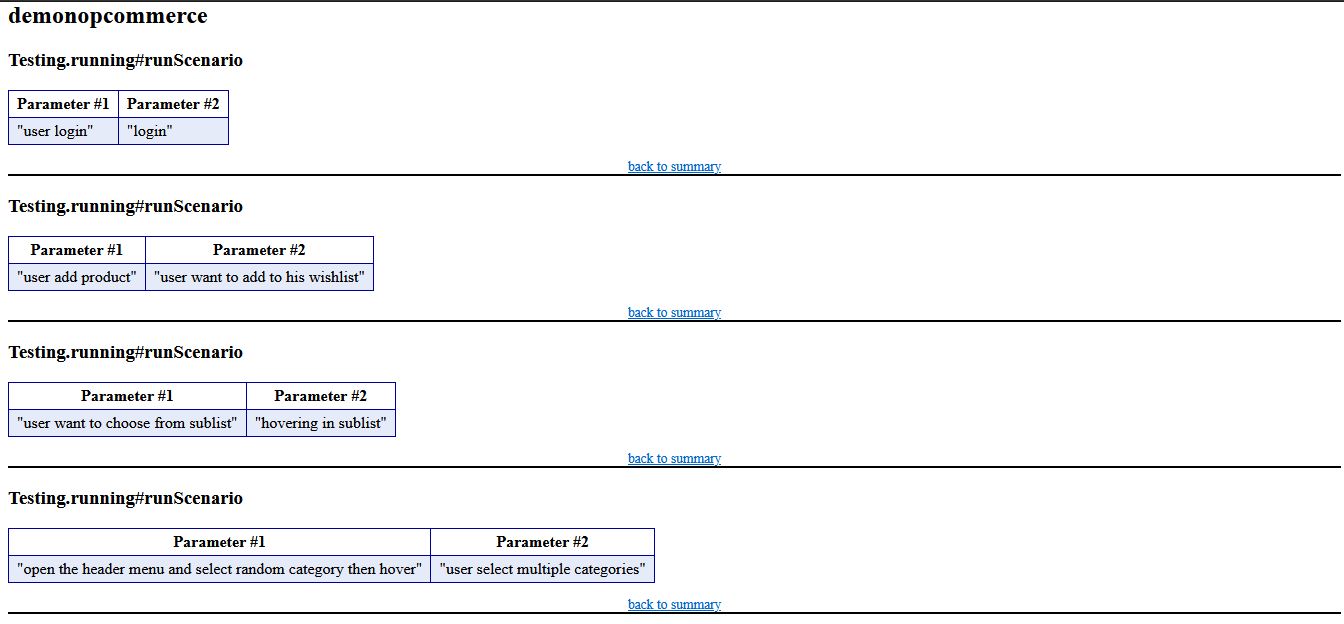 demonopcommerce
Testing.running#runScenario
Parameter #1 Parameter #2
"user login" "login"
back to summary
Testing.running#runScenario
Parameter #1 Parameter #2
"user add product" "user want to add to his wishlist"
back to summary
Testing.running#runScenario
Parameter #1 Parameter #2
"user want to choose from sublist" "hovering in sublist"
back to summary
Testing.running#runScenario
Parameter #1 Parameter #2
"open the header menu and select random category then hover" "user select multiple categories"
back to summary